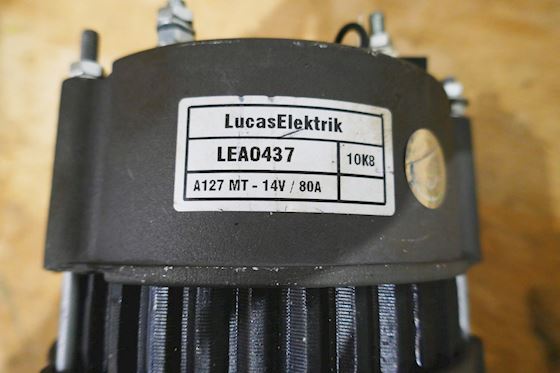 LucasElektrik
LEA0437 10K8
A127 MT - 14V / 80A